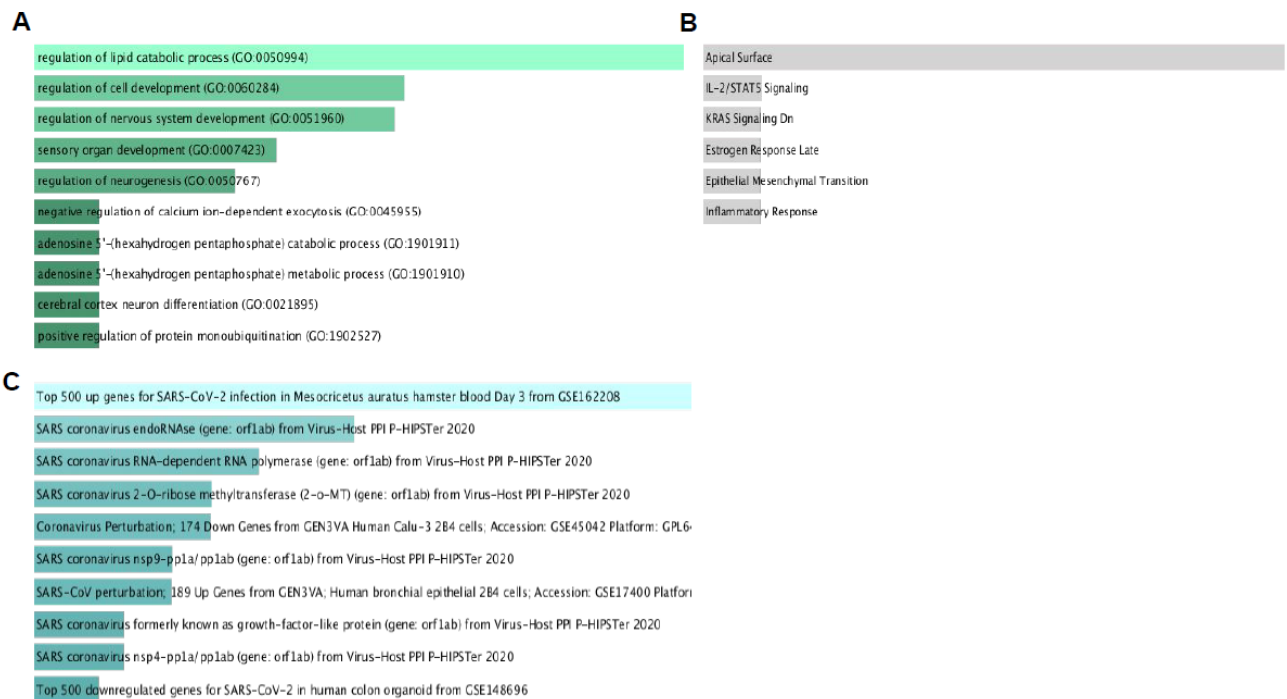 A
regulation of lipid catabolic process (GO:0050994)
regulation of cell development (GO:0060284)
regulation of nervous system development (GO:0051960)
sensory organ development (GO:0007423)
regulation of neurogenesis (GO:0050767)
negative regulation of calcium ion-dependent exocytosis (GO:0045955)
adenosine 5'-(hexahydrogen pentaphosphate) catabolic process (GO:1901911)
adenosine 5'-(hexahydrogen pentaphosphate) metabolic process (GO:1901910)
cerebral cortex neuron differentiation (GO:0021895)
positive regulation of protein monoubiquitination (GO:1902527)
B
Apical Surface
IL-2/STAT5 Signaling
KRAS Signaling Dn
Estrogen Response Late
Epithelial Mesenchymal Transition
Inflammatory Response
C
Top 500 up genes for SARS-CoV-2 infection in Mesocricetus auratus hamster blood Day 3 from GSE162208
SARS coronavirus endoRNAse (gene: orf1ab) from Virus-Host PPI P-HIPSTer 2020
SARS coronavirus RNA-dependent RNA polymerase (gene: orf1ab) from Virus-Host PPI P-HIPSTer 2020
SARS coronavirus 2-O-ribose methyltransferase (2-o-MT) (gene: orf1ab) from Virus-Host PPI P-HIPSTer 2020
Coronavirus Perturbation; 174 Down Genes from GEN3VA Human Calu-3 2B4 cells; Accession: GSE45042 Platform:
SARS coronavirus nsp9-pp1a/pp1ab (gene: orf1ab) from Virus-Host PPI P-HIPSTer 2020
SARS-CoV perturbation; 189 Up Genes from GEN3VA; Human bronchial epithelial 2B4 cells; Accession: GSE17400
SARS coronavirus formerly known as growth-factor-like protein (gene: orf1ab) from Virus-Host PPI P-HIPSTer 2020
SARS coronavirus nsp4-pp1a/pp1ab (gene: orf1ab) from Virus-Host PPI P-HIPSTer 2020
Top 500 downregulated genes for SARS-CoV-2 in human colon organoid from GSE148696